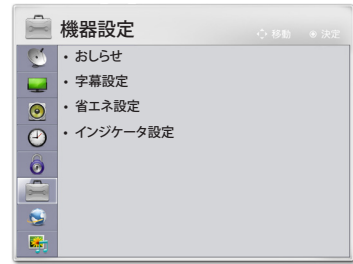 機器設定
移動 決定
・おしらせ
・字幕設定
・省エネ設定
・インジケータ設定